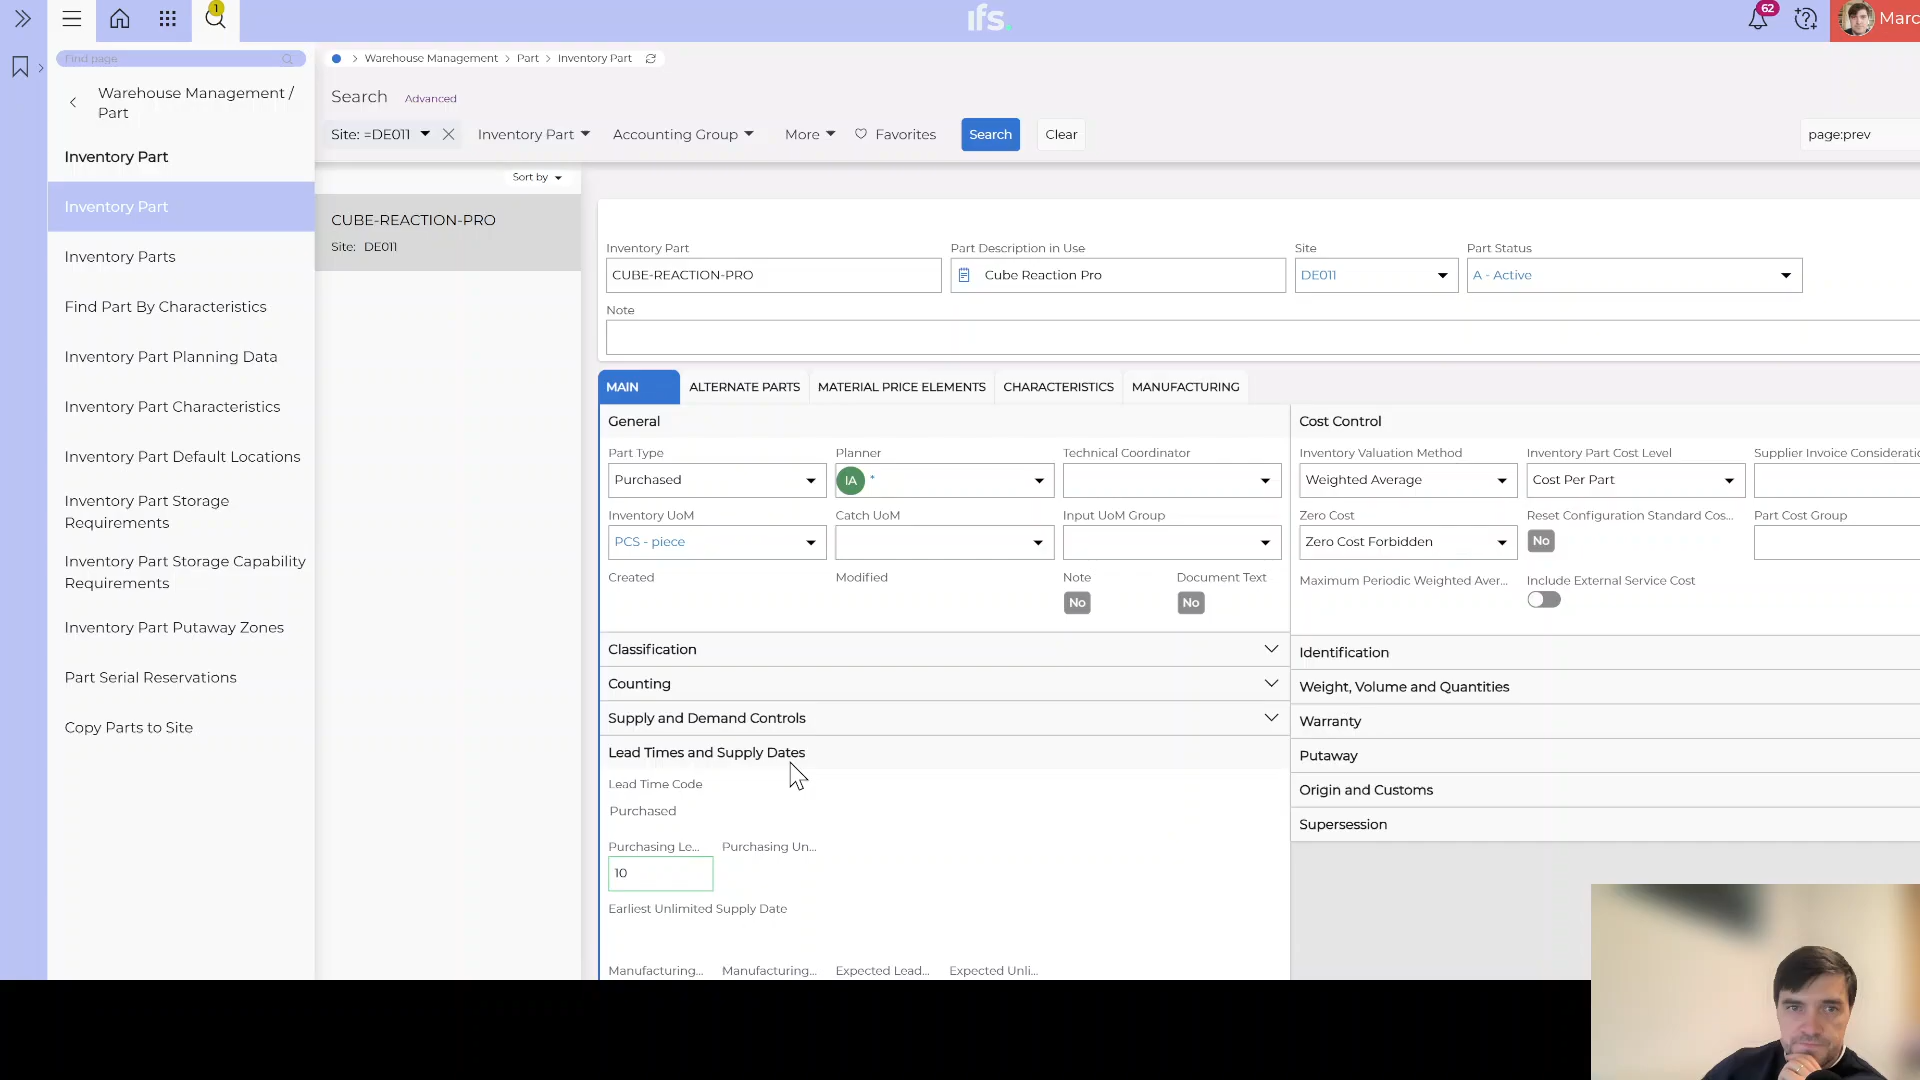 1
ifs.
62
Marc
Find page
Warehouse Management /
Part
Inventory Part
Inventory Part
Inventory Parts
Find Part By Characteristics
Inventory Part Planning Data
Inventory Part Characteristics
Inventory Part Default Locations
Inventory Part Storage
Requirements
Inventory Part Storage Capability
Requirements
Inventory Part Putaway Zones
Part Serial Reservations
Copy Parts to Site
Warehouse Management > Part > Inventory Part
Search Advanced
Site: =DE011 Inventory Part Accounting Group More Favorites Search Clear
page:prev
Sort by
CUBE-REACTION-PRO
Site: DE011
Inventory Part Part Description in Use Site Part Status
CUBE-REACTION-PRO Cube Reaction Pro DE011 A - Active
Note
MAIN ALTERNATE PARTS MATERIAL PRICE ELEMENTS CHARACTERISTICS MANUFACTURING
General
Part Type Planner Technical Coordinator
Purchased IA *
Inventory UoM Catch UoM Input UoM Group
PCS - piece
Created Modified Note Document Text
No No
Classification
Counting
Supply and Demand Controls
Lead Times and Supply Dates
Lead Time Code
Purchased
Purchasing Le... Purchasing Un...
10
Earliest Unlimited Supply Date
Manufacturing... Manufacturing... Expected Lead... Expected Unli...
Cost Control
Inventory Valuation Method Inventory Part Cost Level Supplier Invoice Consideratio
Weighted Average Cost Per Part
Zero Cost Reset Configuration Standard Cos... Part Cost Group
Zero Cost Forbidden No
Maximum Periodic Weighted Aver... Include External Service Cost
Identification
Weight, Volume and Quantities
Warranty
Putaway
Origin and Customs
Supersession